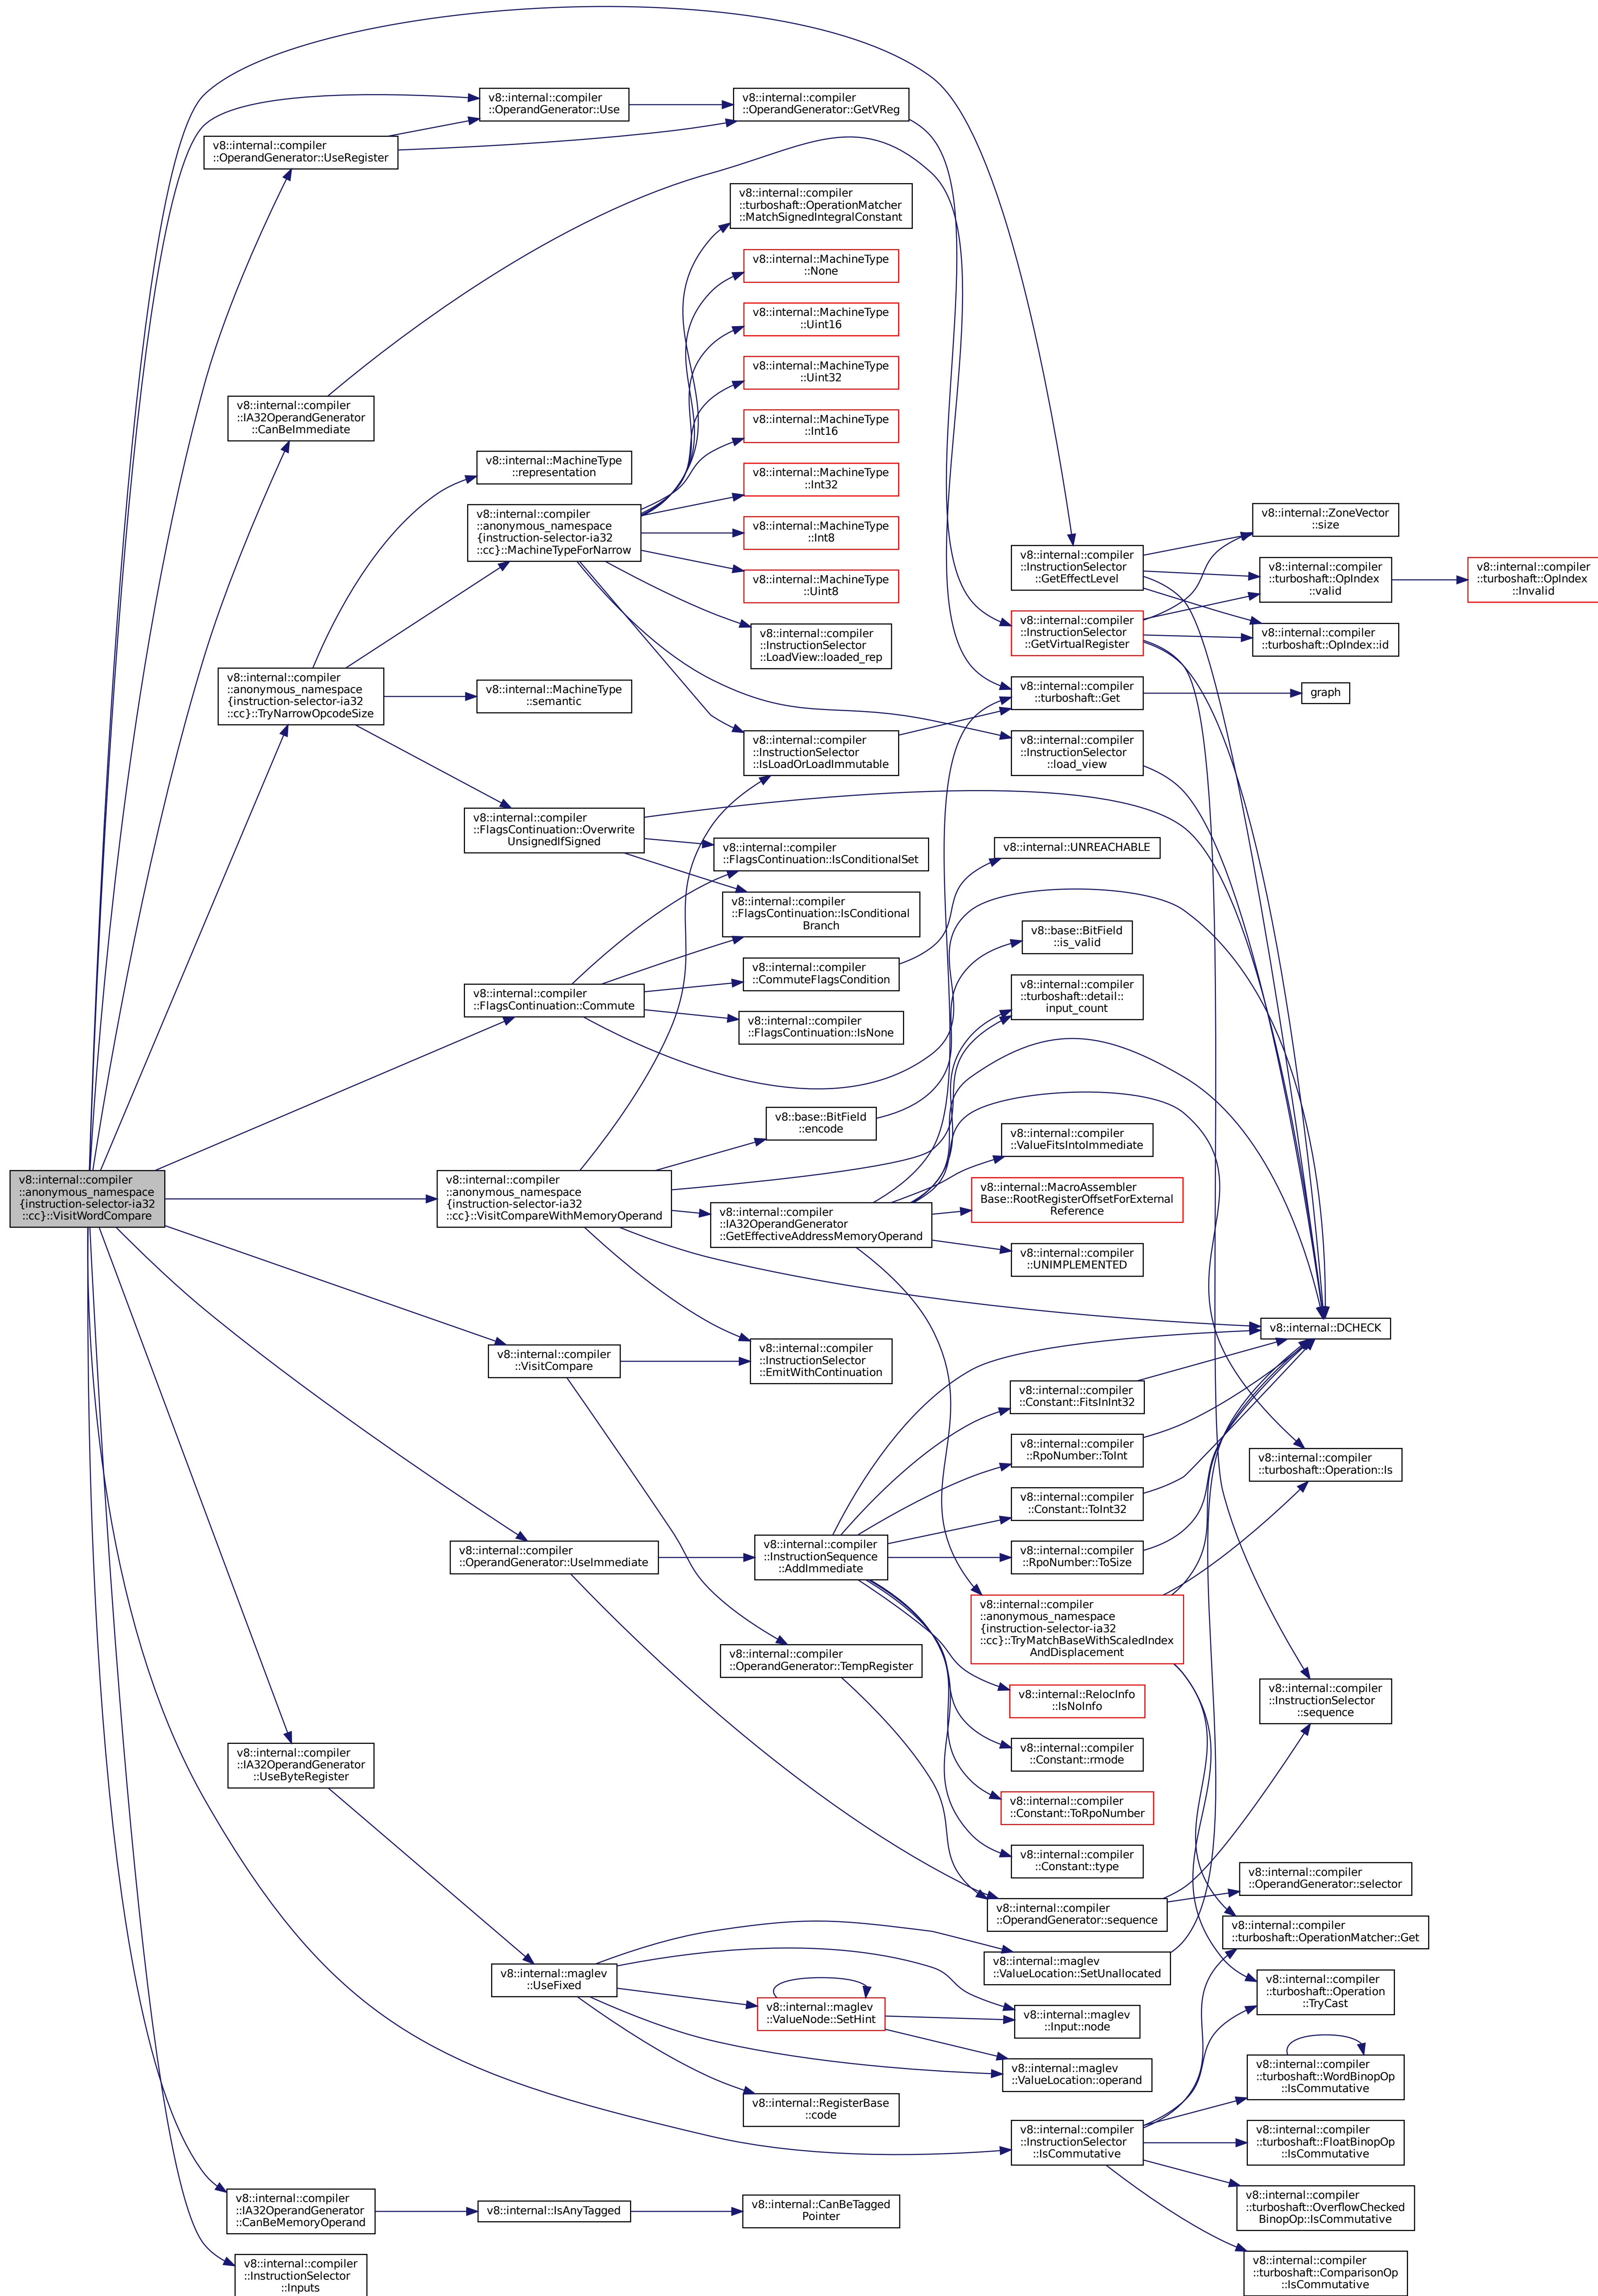 v8::internal::compiler
::anonymous_namespace
{instruction-selector-ia32
::cc}::VisitWordCompare
v8::internal::compiler
::OperandGenerator::UseRegister
v8::internal::compiler
::IA32OperandGenerator
::CanBeImmediate
v8::internal::compiler
::anonymous_namespace
{instruction-selector-ia32
::cc}::TryNarrowOpcodeSize
v8::internal::compiler
::IA32OperandGenerator
::UseByteRegister
v8::internal::compiler
::IA32OperandGenerator
::CanBeMemoryOperand
v8::internal::compiler
::InstructionSelector
::Inputs
v8::internal::compiler
::OperandGenerator::Use
v8::internal::MachineType
::representation
v8::internal::compiler
::anonymous_namespace
{instruction-selector-ia32
::cc}::MachineTypeForNarrow
v8::internal::MachineType
::semantic
v8::internal::compiler
::FlagsContinuation::Overwrite
UnsignedIfSigned
v8::internal::compiler
::FlagsContinuation::Commute
v8::internal::compiler
::anonymous_namespace
{instruction-selector-ia32
::cc}::VisitCompareWithMemoryOperand
v8::internal::compiler
::VisitCompare
v8::internal::compiler
::OperandGenerator::UseImmediate
v8::internal::maglev
::UseFixed
v8::internal::IsAnyTagged
v8::internal::compiler
::OperandGenerator::GetVReg
v8::internal::compiler
::turboshaft::OperationMatcher
::MatchSignedIntegralConstant
v8::internal::MachineType
::None
v8::internal::MachineType
::Uint16
v8::internal::MachineType
::Uint32
v8::internal::MachineType
::Int16
v8::internal::MachineType
::Int32
v8::internal::MachineType
::Int8
v8::internal::MachineType
::Uint8
v8::internal::compiler
::InstructionSelector
::LoadView::loaded_rep
v8::internal::compiler
::InstructionSelector
::IsLoadOrLoadImmutable
v8::internal::compiler
::FlagsContinuation::IsConditionalSet
v8::internal::compiler
::FlagsContinuation::IsConditional
Branch
v8::internal::compiler
::CommuteFlagsCondition
v8::internal::compiler
::FlagsContinuation::IsNone
v8::base::BitField
::encode
v8::internal::compiler
::IA32OperandGenerator
::GetEffectiveAddressMemoryOperand
v8::internal::compiler
::InstructionSelector
::EmitWithContinuation
v8::internal::compiler
::InstructionSequence
::AddImmediate
v8::internal::compiler
::OperandGenerator::TempRegister
v8::internal::maglev
::ValueNode::SetHint
v8::internal::RegisterBase
::code
v8::internal::CanBeTagged
Pointer
v8::internal::compiler
::InstructionSelector
::GetEffectLevel
v8::internal::compiler
::InstructionSelector
::GetVirtualRegister
v8::internal::compiler
::turboshaft::Get
v8::internal::compiler
::InstructionSelector
::load_view
v8::internal::UNREACHABLE
v8::base::BitField
::is_valid
v8::internal::compiler
::turboshaft::detail::
input_count
v8::internal::compiler
::ValueFitsIntoImmediate
v8::internal::MacroAssembler
Base::RootRegisterOffsetForExternal
Reference
v8::internal::compiler
::UNIMPLEMENTED
v8::internal::compiler
::Constant::FitsInInt32
v8::internal::compiler
::RpoNumber::ToInt
v8::internal::compiler
::Constant::ToInt32
v8::internal::compiler
::RpoNumber::ToSize
v8::internal::compiler
::anonymous_namespace
{instruction-selector-ia32
::cc}::TryMatchBaseWithScaledIndex
AndDisplacement
v8::internal::RelocInfo
::IsNoInfo
v8::internal::compiler
::Constant::rmode
v8::internal::compiler
::Constant::ToRpoNumber
v8::internal::compiler
::Constant::type
v8::internal::compiler
::OperandGenerator::sequence
v8::internal::maglev
::ValueLocation::SetUnallocated
v8::internal::maglev
::Input::node
v8::internal::maglev
::ValueLocation::operand
v8::internal::compiler
::InstructionSelector
::IsCommutative
v8::internal::ZoneVector
::size
v8::internal::compiler
::turboshaft::OpIndex
::valid
v8::internal::compiler
::turboshaft::OpIndex::id
graph
v8::internal::DCHECK
v8::internal::compiler
::turboshaft::Operation::Is
v8::internal::compiler
::InstructionSelector
::sequence
v8::internal::compiler
::OperandGenerator::selector
v8::internal::compiler
::turboshaft::OperationMatcher::Get
v8::internal::compiler
::turboshaft::Operation
::TryCast
v8::internal::compiler
::turboshaft::WordBinopOp
::IsCommutative
v8::internal::compiler
::turboshaft::FloatBinopOp
::IsCommutative
v8::internal::compiler
::turboshaft::OverflowChecked
BinopOp::IsCommutative
v8::internal::compiler
::turboshaft::ComparisonOp
::IsCommutative
v8::internal::compiler
::turboshaft::OpIndex
::Invalid